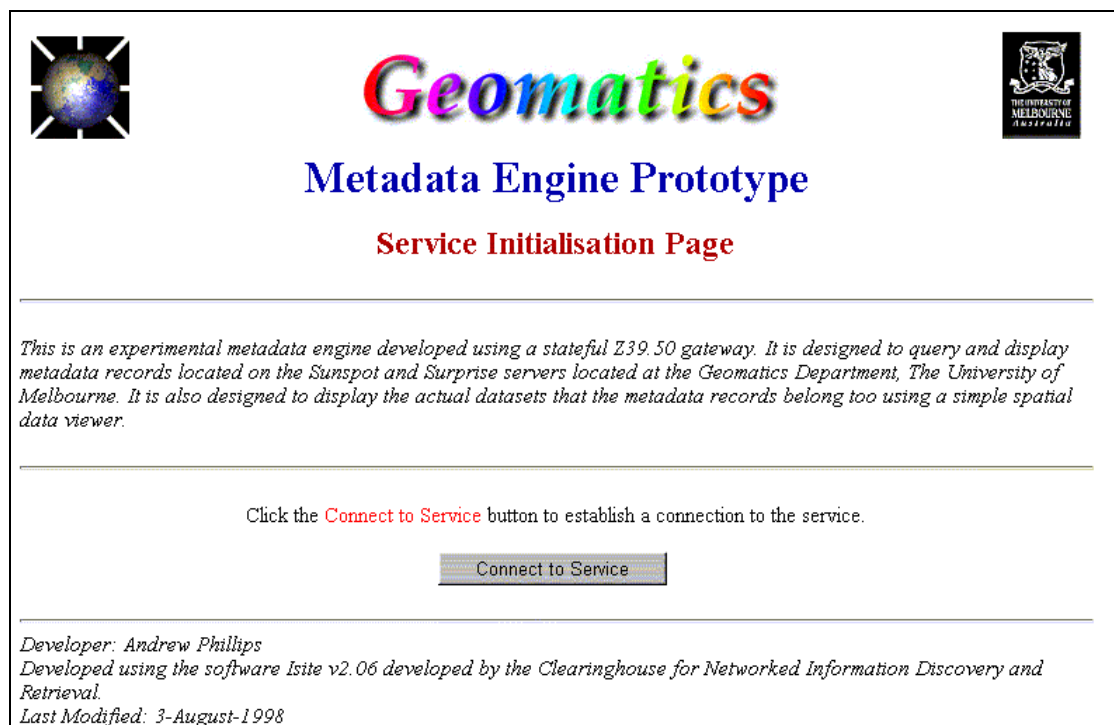 Geomatics
THE UNIVERSITY OF
MELBOURNE
Australia
Metadata Engine Prototype
Service Initialisation Page
This is an experimental metadata engine developed using a stateful Z39.50 gateway. It is designed to query and display
metadata records located on the Sunspot and Surprise servers located at the Geomatics Department, The University of
Melbourne. It is also designed to display the actual datasets that the metadata records belong too using a simple spatial
data viewer.
Click the Connect to Service button to establish a connection to the service.
Connect to Service
Developer: Andrew Phillips
Developed using the software Isite v2.06 developed by the Clearinghouse for Networked Information Discovery and
Retrieval.
Last Modified: 3-August-1998